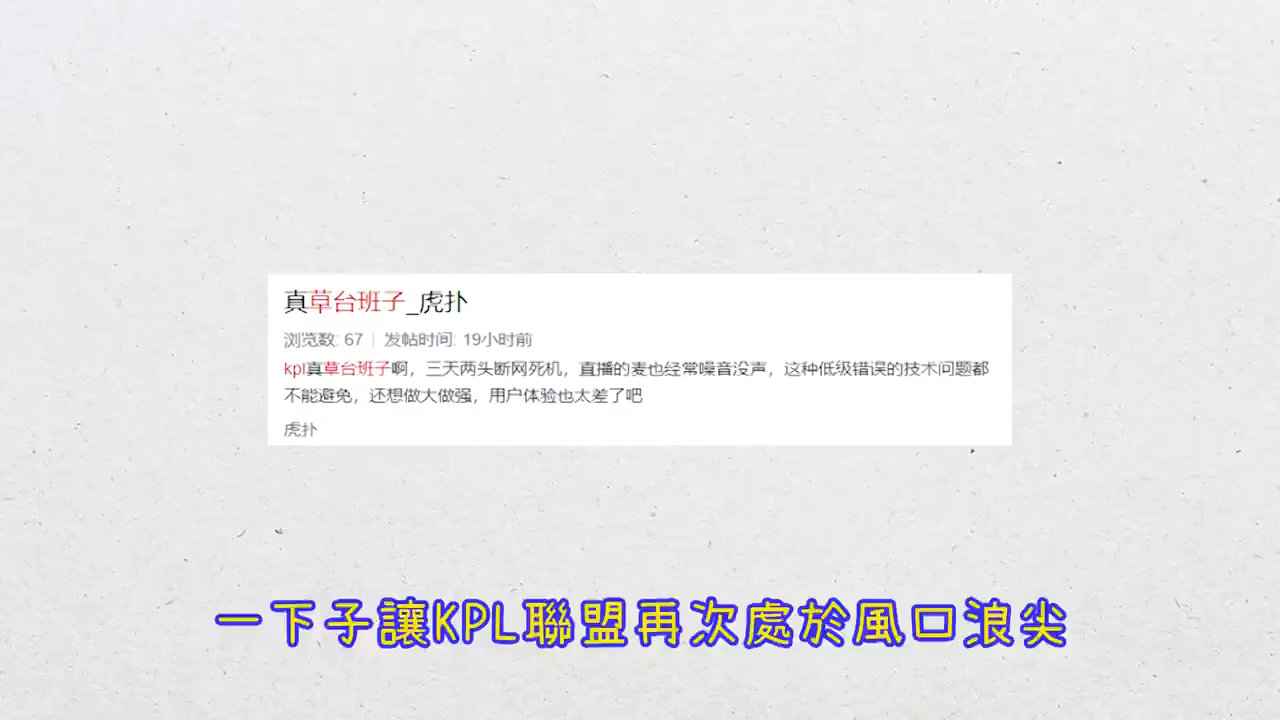 真草台班子_虎扑
浏览数: 67 | 发帖时间: 19小时前
kpl真草台班子啊，三天两头断网死机，直播的麦也经常噪音没声，这种低级错误的技术问题都
不能避免，还想做大做强，用户体验也太差了吧
虎扑
一下子讓KPL聯盟再次處於風口浪尖